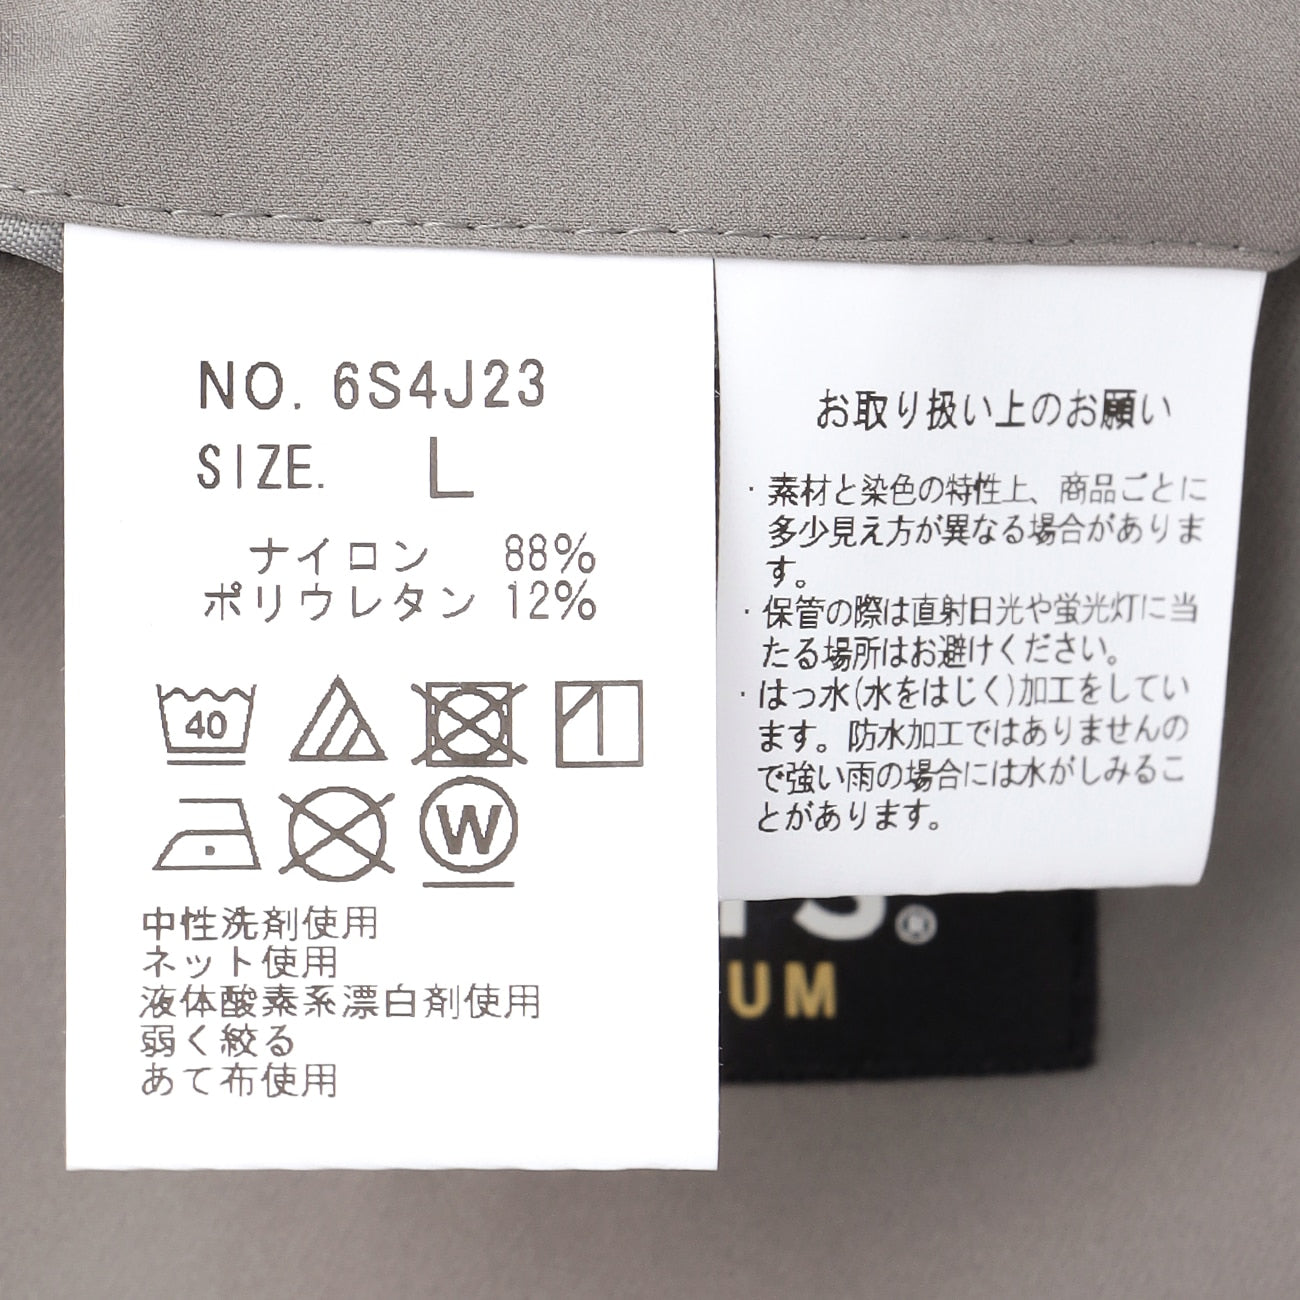 NO. 6S4J23
SIZE. L
ナイロン 88%
ポリウレタン 12%
40
W
中性洗剤使用
ネット使用
液体酸素系漂白剤使用
弱く絞る
あて布使用
お取り扱い上のお願い
・素材と染色の特性上、商品ごとに
多少見え方が異なる場合がありま
す。
・保管の際は直射日光や蛍光灯に当
たる場所はお避けください。
・はっ水(水をはじく)加工をしてい
ます。防水加工ではありませんの
で強い雨の場合には水がしみるこ
とがあります。
UM